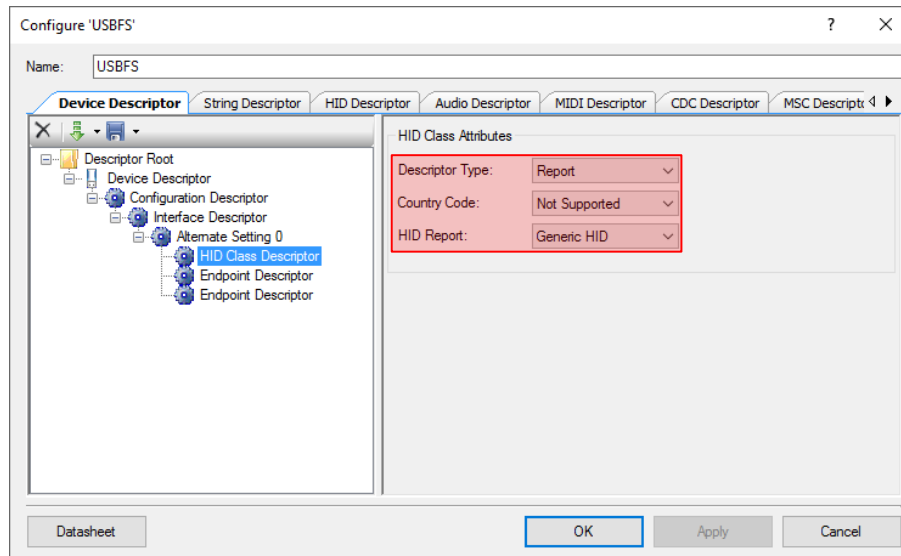 Configure 'USBFS'
?
Name: USBFS
Device Descriptor String Descriptor HID Descriptor Audio Descriptor MIDI Descriptor CDC Descriptor MSC Descript
Descriptor Root
Device Descriptor
Configuration Descriptor
Interface Descriptor
Alternate Setting 0
HID Class Descriptor
Endpoint Descriptor
Endpoint Descriptor
HID Class Attributes
Descriptor Type: Report
Country Code: Not Supported
HID Report: Generic HID
Datasheet OK Apply Cancel